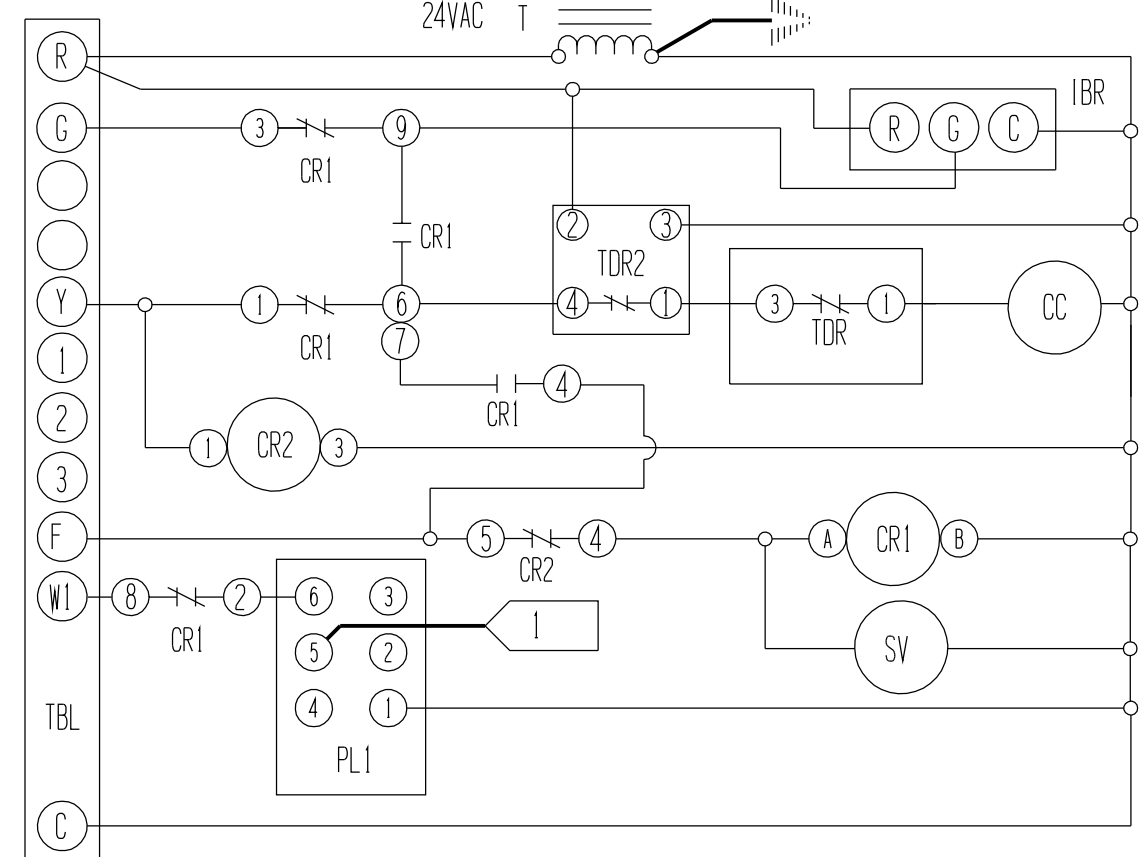 24VAC T
R
IBR
R G C
G 3 9
CR1
CR1
2 3
TDR2
4 1
Y 1 6
CR1
7
3 1
TDR
CC
1
CR1 4
2
1 CR2 3
3
F 5 4
CR2
A CR1 B
W1 8 2
CR1
6 3
5 2
4 1
PL1
1
SV
TBL
C